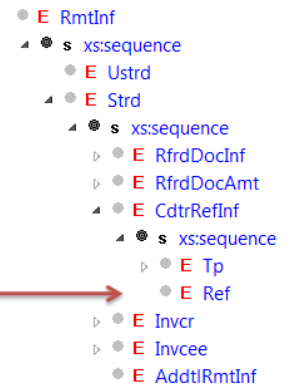 E RmtInf
s xs:sequence
E Ustrd
E Strd
s xs:sequence
E RfrdDocInf
E RfrdDocAmt
E CdtrRefInf
s xs:sequence
E Tp
E Ref
E Invcr
E Invcee
E AddtlRmtInf